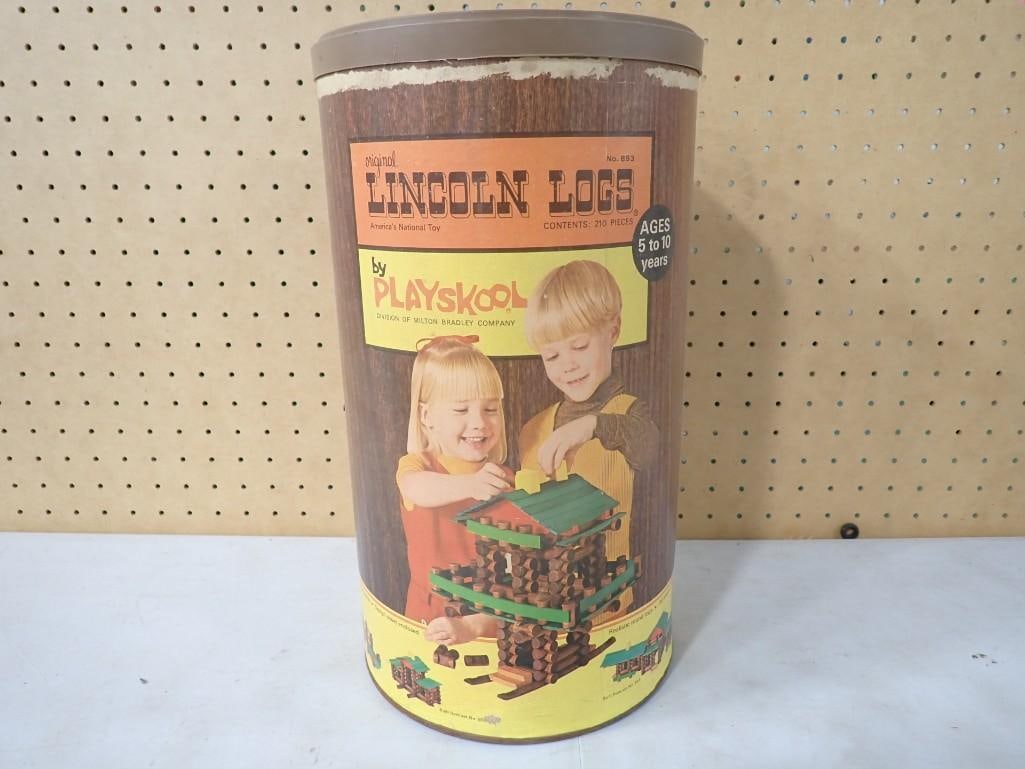 original
No. 893
LINCOLN LOGS®
America's National Toy
CONTENTS: 210 PIECES
AGES
5 to 10
years
by
PLAYSKOOL®
DIVISION OF MILTON BRADLEY COMPANY